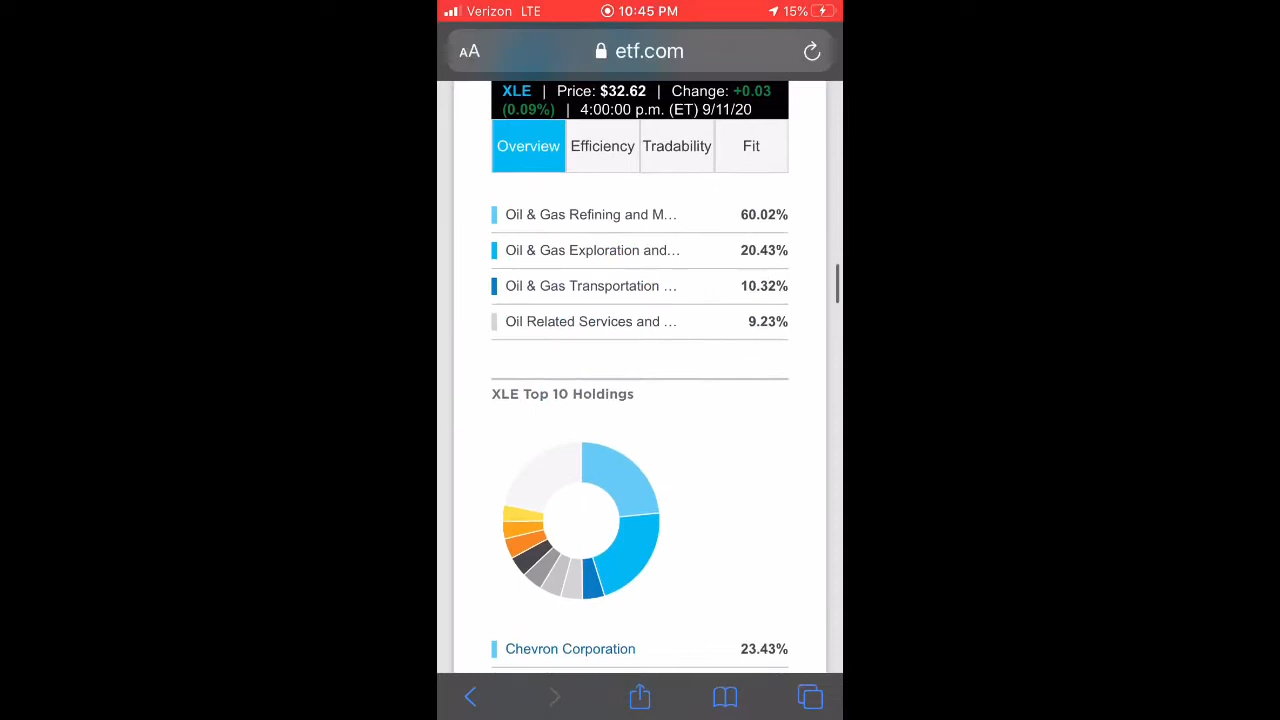 Verizon LTE 10:45 PM 15%
AA etf.com
XLE | Price: $32.62 | Change: +0.03
(0.09%) | 4:00:00 p.m. (ET) 9/11/20
Overview Efficiency Tradability Fit
Oil & Gas Refining and M... 60.02%
Oil & Gas Exploration and... 20.43%
Oil & Gas Transportation ... 10.32%
Oil Related Services and ... 9.23%
XLE Top 10 Holdings
Chevron Corporation 23.43%